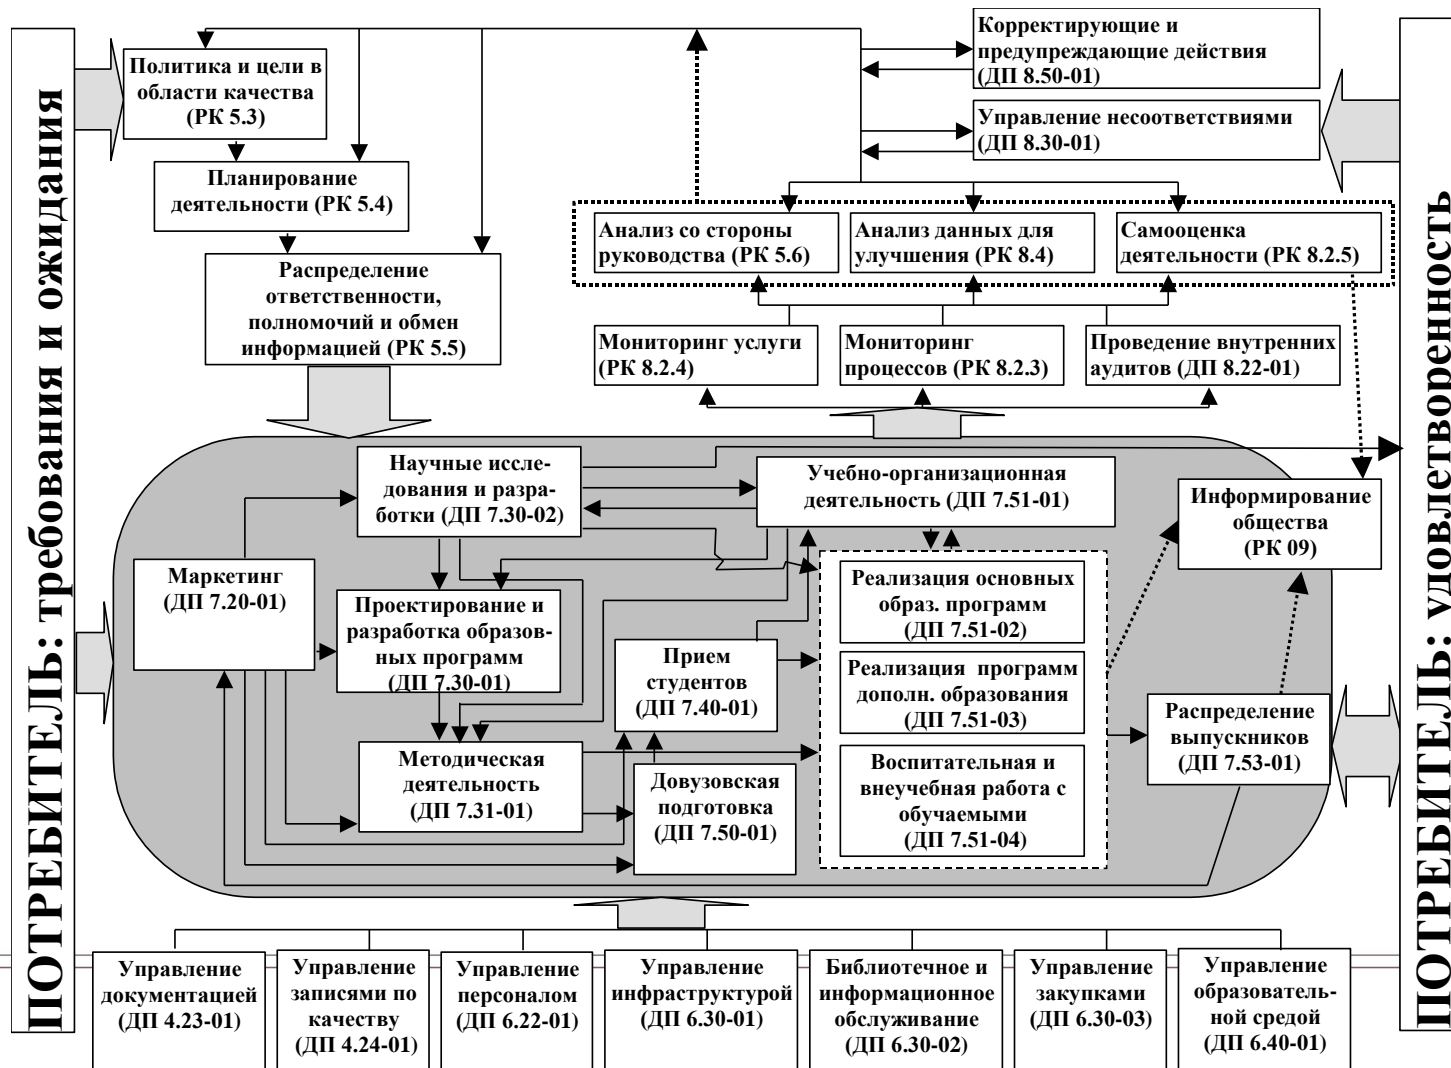 ПОТРЕБИТЕЛЬ: требования и ожидания
Политика и цели в
области качества
(РК 5.3)
Планирование
деятельности (РК 5.4)
Распределение
ответственности,
полномочий и обмен
информацией (РК 5.5)
Корректирующие и
предупреждающие действия
(ДП 8.50-01)
Управление несоответствиями
(ДП 8.30-01)
Анализ со стороны
руководства (РК 5.6)
Анализ данных для
улучшения (РК 8.4)
Самооценка
деятельности (РК 8.2.5)
Мониторинг услуги
(РК 8.2.4)
Мониторинг
процессов (РК 8.2.3)
Проведение внутренних
аудитов (ДП 8.22-01)
Научные иссле-
дования и разра-
ботки (ДП 7.30-02)
Учебно-организационная
деятельность (ДП 7.51-01)
Информирование
общества
(РК 09)
Маркетинг
(ДП 7.20-01)
Проектирование и
разработка образов-
ных программ
(ДП 7.30-01)
Реализация основных
образ. программ
(ДП 7.51-02)
Прием
студентов
(ДП 7.40-01)
Реализация программ
дополн. образования
(ДП 7.51-03)
Распределение
выпускников
(ДП 7.53-01)
Методическая
деятельность
(ДП 7.31-01)
Довузовская
подготовка
(ДП 7.50-01)
Воспитательная и
внеучебная работа с
обучаемыми
(ДП 7.51-04)
Управление
документацией
(ДП 4.23-01)
Управление
записями по
качеству
(ДП 4.24-01)
Управление
персоналом
(ДП 6.22-01)
Управление
инфраструктурой
(ДП 6.30-01)
Библиотечное и
информационное
обслуживание
(ДП 6.30-02)
Управление
закупками
(ДП 6.30-03)
Управление
образователь-
ной средой
(ДП 6.40-01)
ПОТРЕБИТЕЛЬ: удовлетворенность